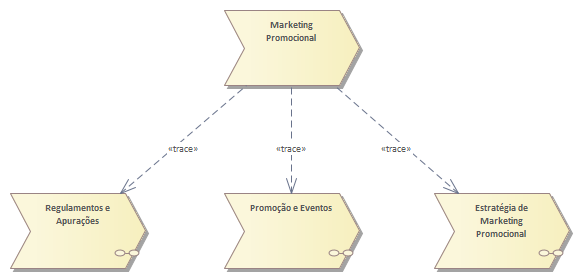 Marketing
Promocional
«trace»
«trace»
«trace»
Regulamentos e
Apurações
Promoção e Eventos
Estratégia de
Marketing
Promocional